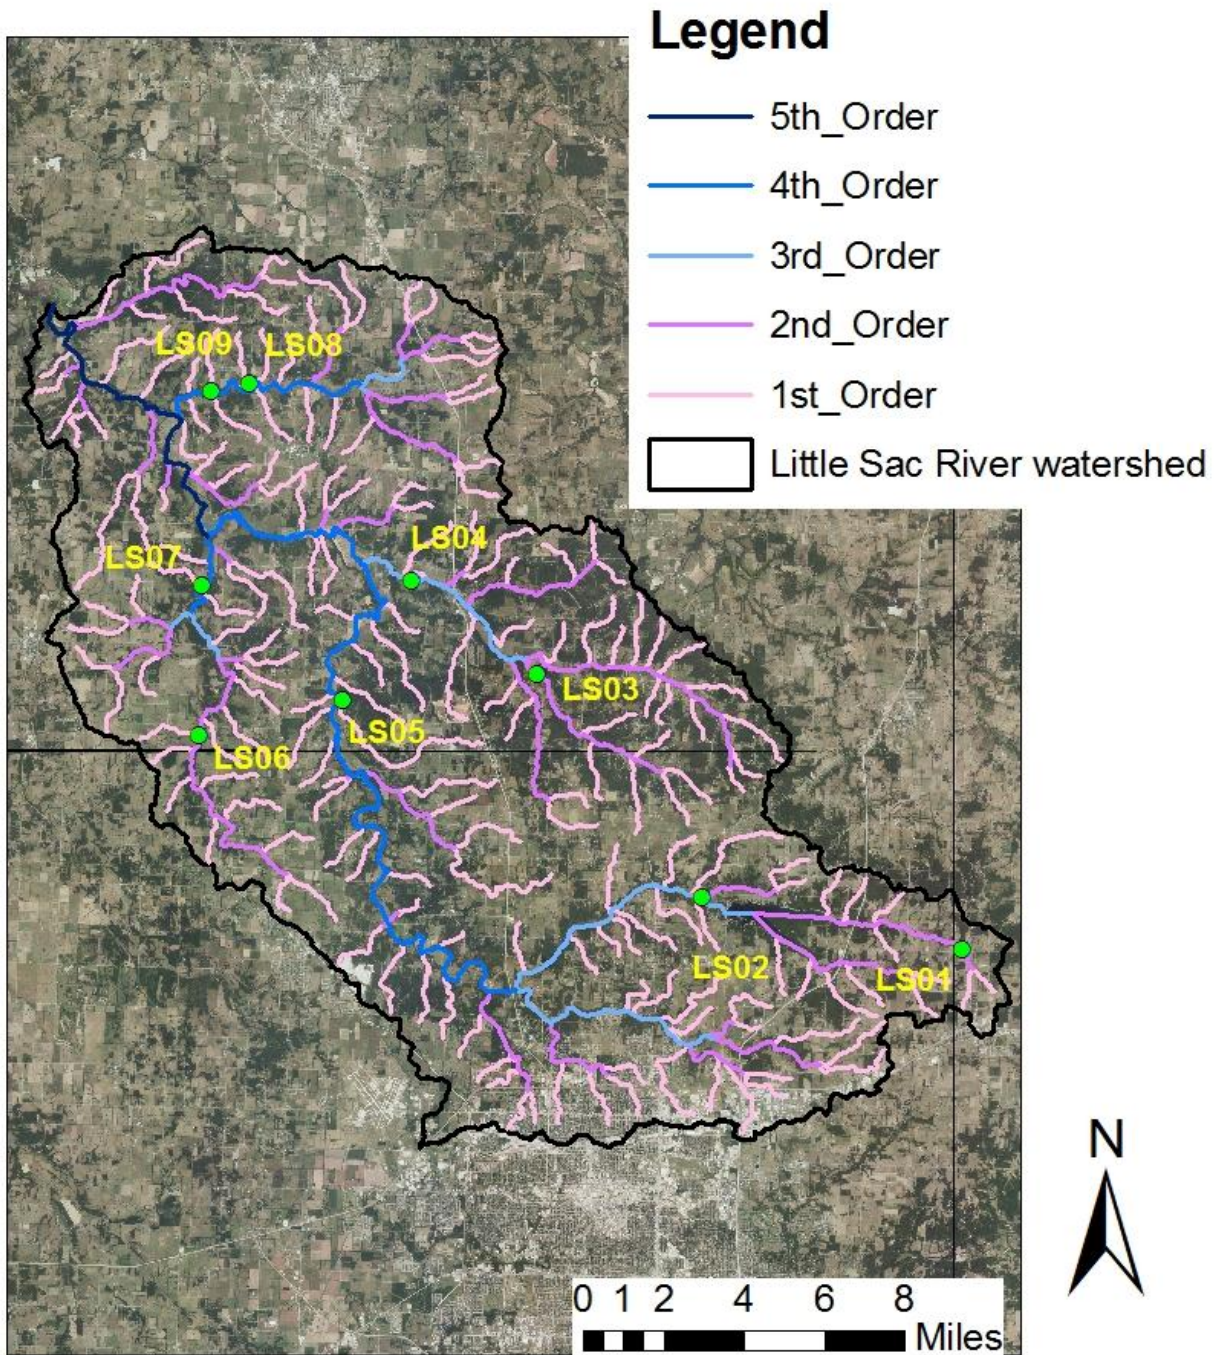 Legend
5th_Order
4th_Order
3rd_Order
2nd_Order
1st_Order
Little Sac River watershed
LS09
LS08
LS04
LS07
LS03
LS05
LS06
LS02
LS01
N
0 1 2 4 6 8
Miles